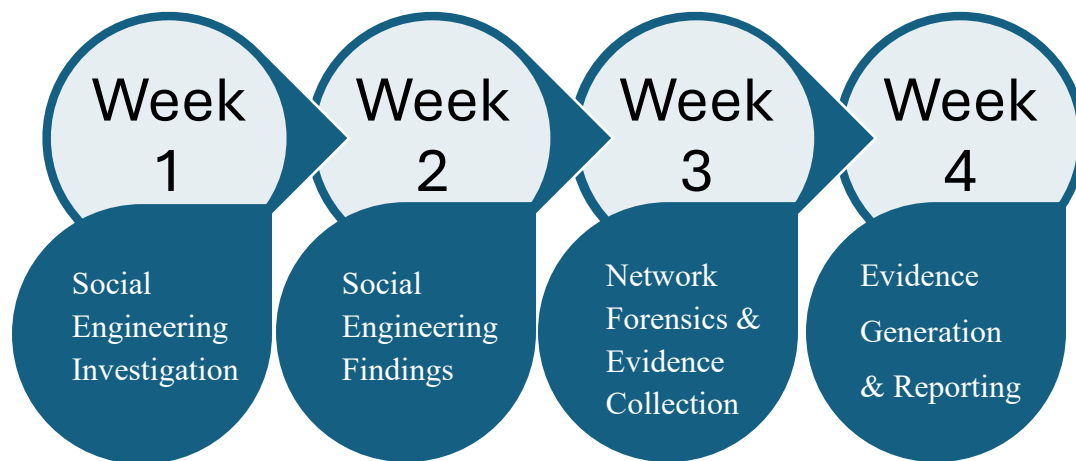 Week
1
Social
Engineering
Investigation
Week
2
Social
Engineering
Findings
Week
3
Network
Forensics &
Evidence
Collection
Week
4
Evidence
Generation
& Reporting